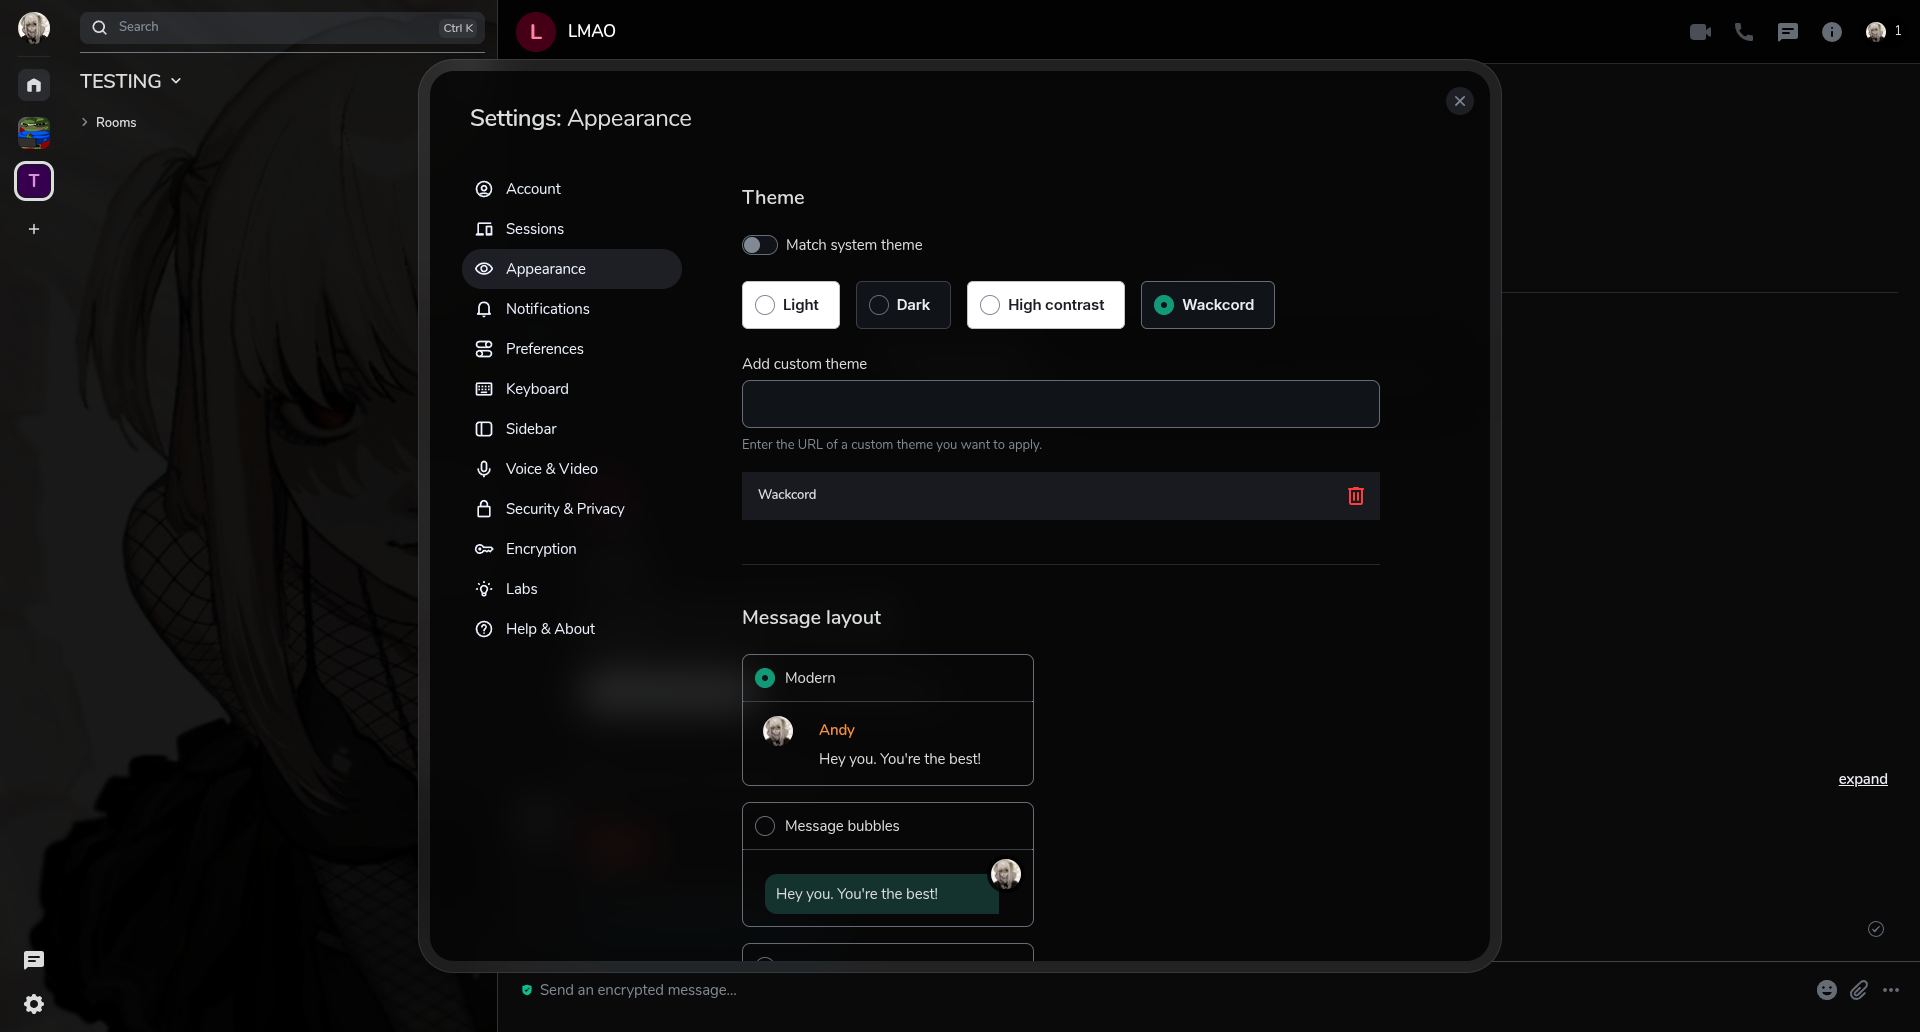 Search
Ctrl K
L
LMAO
1
TESTING
Rooms
T
Settings: Appearance
Account
Sessions
Appearance
Notifications
Preferences
Keyboard
Sidebar
Voice & Video
Security & Privacy
Encryption
Labs
Help & About
Theme
Match system theme
Light
Dark
High contrast
Wackcord
Add custom theme
Enter the URL of a custom theme you want to apply.
Wackcord
Message layout
Modern
Andy
Hey you. You're the best!
Message bubbles
Hey you. You're the best!
expand
Send an encrypted message...